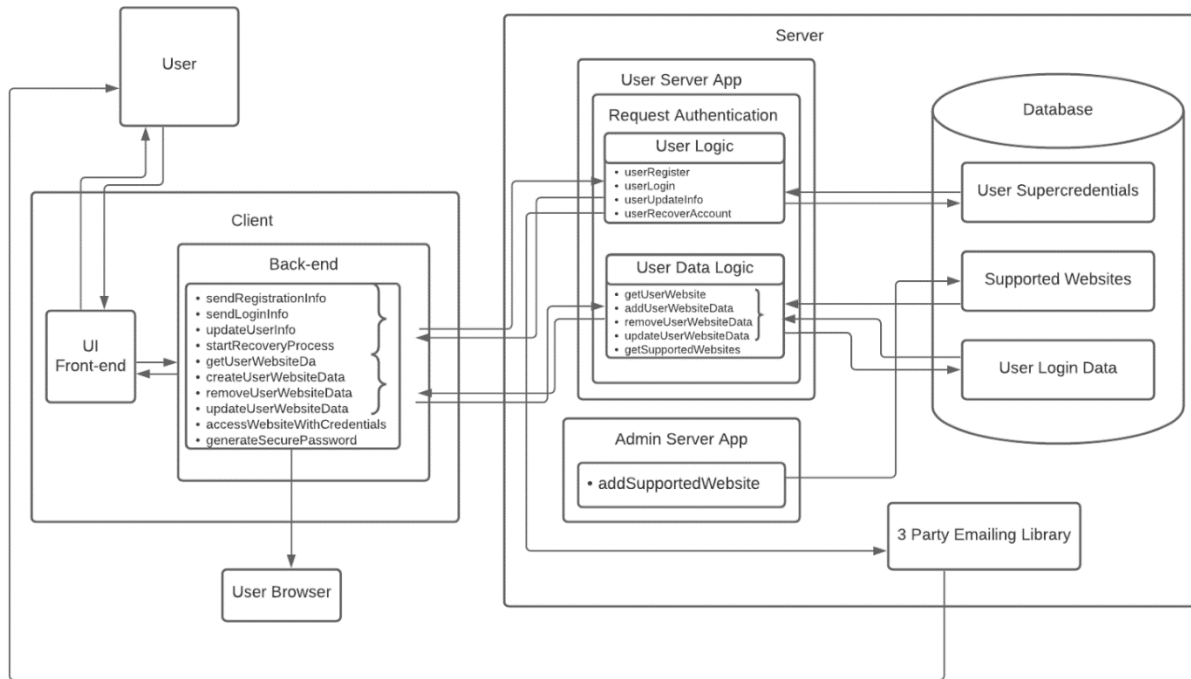 User
Client
Back-end
• sendRegistrationInfo
• sendLoginInfo
• updateUserInfo
• startRecoveryProcess
• getUserWebsiteDa
• createUserWebsiteData
• removeUserWebsiteData
• updateUserWebsiteData
• accessWebsiteWithCredentials
• generateSecurePassword
UI
Front-end
User Browser
Server
User Server App
Request Authentication
User Logic
• userRegister
• userLogin
• userUpdateInfo
• userRecoverAccount
User Data Logic
• getUserWebsite
• addUserWebsiteData
• removeUserWebsiteData
• updateUserWebsiteData
• getSupportedWebsites
Admin Server App
• addSupportedWebsite
Database
User Supercredentials
Supported Websites
User Login Data
3 Party Emailing Library